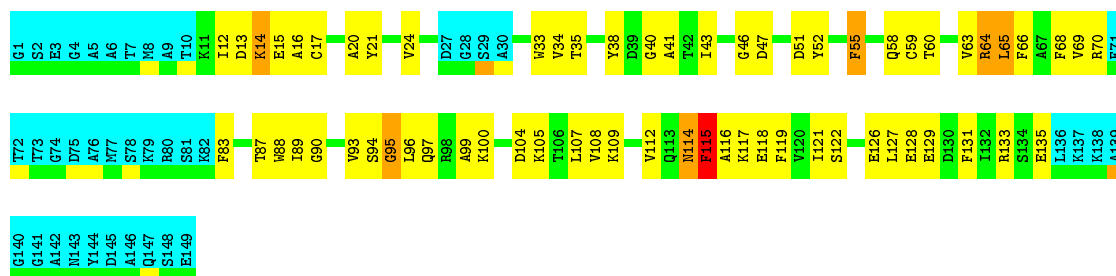 G1 S2 E3 G4 A5 A6 T7 M8 A9 T10 K11 I12 D13 K14 E15 A16 C17 A20 Y21 V24 D27 G28 S29 A30 W33 V34 T35 Y38 D39 G40 A41 T42 I43 G46 D47 D51 Y52 F55 Q58 C59 T60 V63 R64 L65 F66 A67 F68 V69 R70 E71
T72 T73 G74 D75 A76 M77 S78 K79 R80 S81 K82 F83 T87 W88 I89 G90 V93 S94 G95 L96 Q97 R98 A99 K100 D104 K105 T106 L107 V108 K109 V112 Q113 N114 F115 A116 K117 E118 F119 V120 I121 S122 E126 L127 E128 E129 D130 F131 I132 R133 S134 E135 L136 K137 K138 A139
G140 G141 A142 N143 Y144 D145 A146 Q147 S148 E149